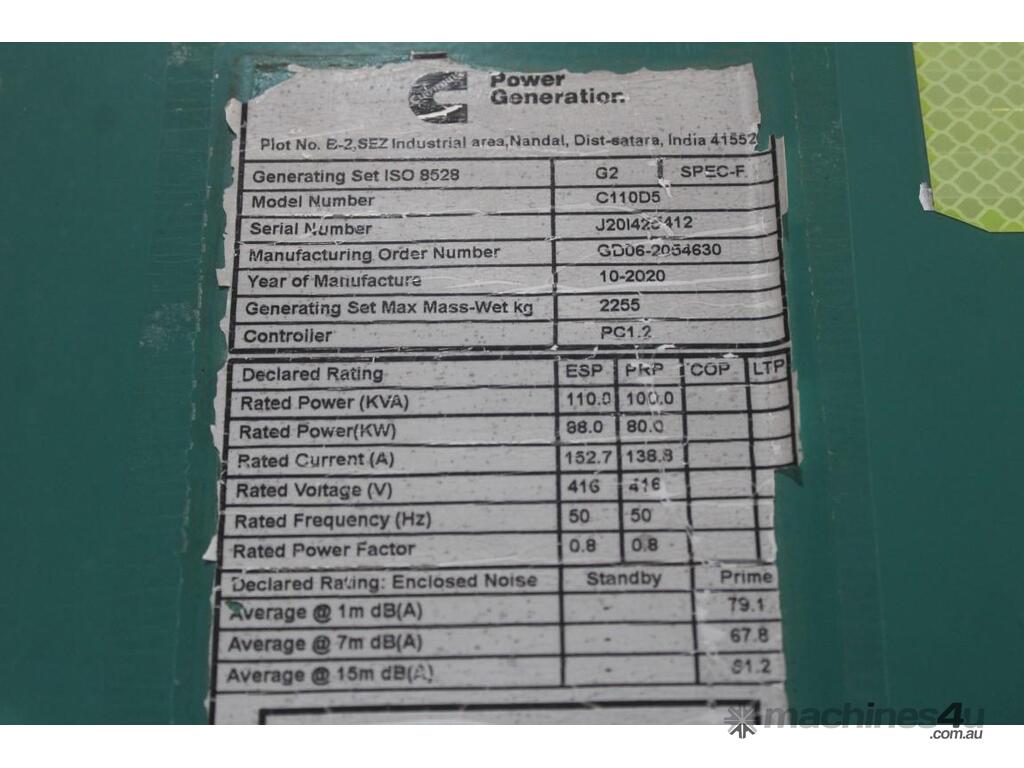 Cummins
Power
Generation
Plot No. B-2,SEZ Industrial area,Nandal, Dist-satara, India 41552
Generating Set ISO 8528 G2 SPEC-F
Model Number C110D5
Serial Number
Manufacturing Order Number GD06-2054630
Year of Manufacture 10-2020
Generating Set Max Mass-Wet kg 2255
Controller PC1.2
Declared Rating ESP PRP COP LTP
Rated Power (KVA) 110.0 100.0
Rated Power(KW) 88.0 80.0
Rated Current (A) 152.7 138.8
Rated Voltage (V) 416 416
Rated Frequency (Hz) 50 50
Rated Power Factor 0.8 0.8
Declared Rating: Enclosed Noise Standby Prime
Average @ 1m dB(A) 79.1
Average @ 7m dB(A) 67.8
Average @ 15m dB(A) 61.2
machines4u
.com.au